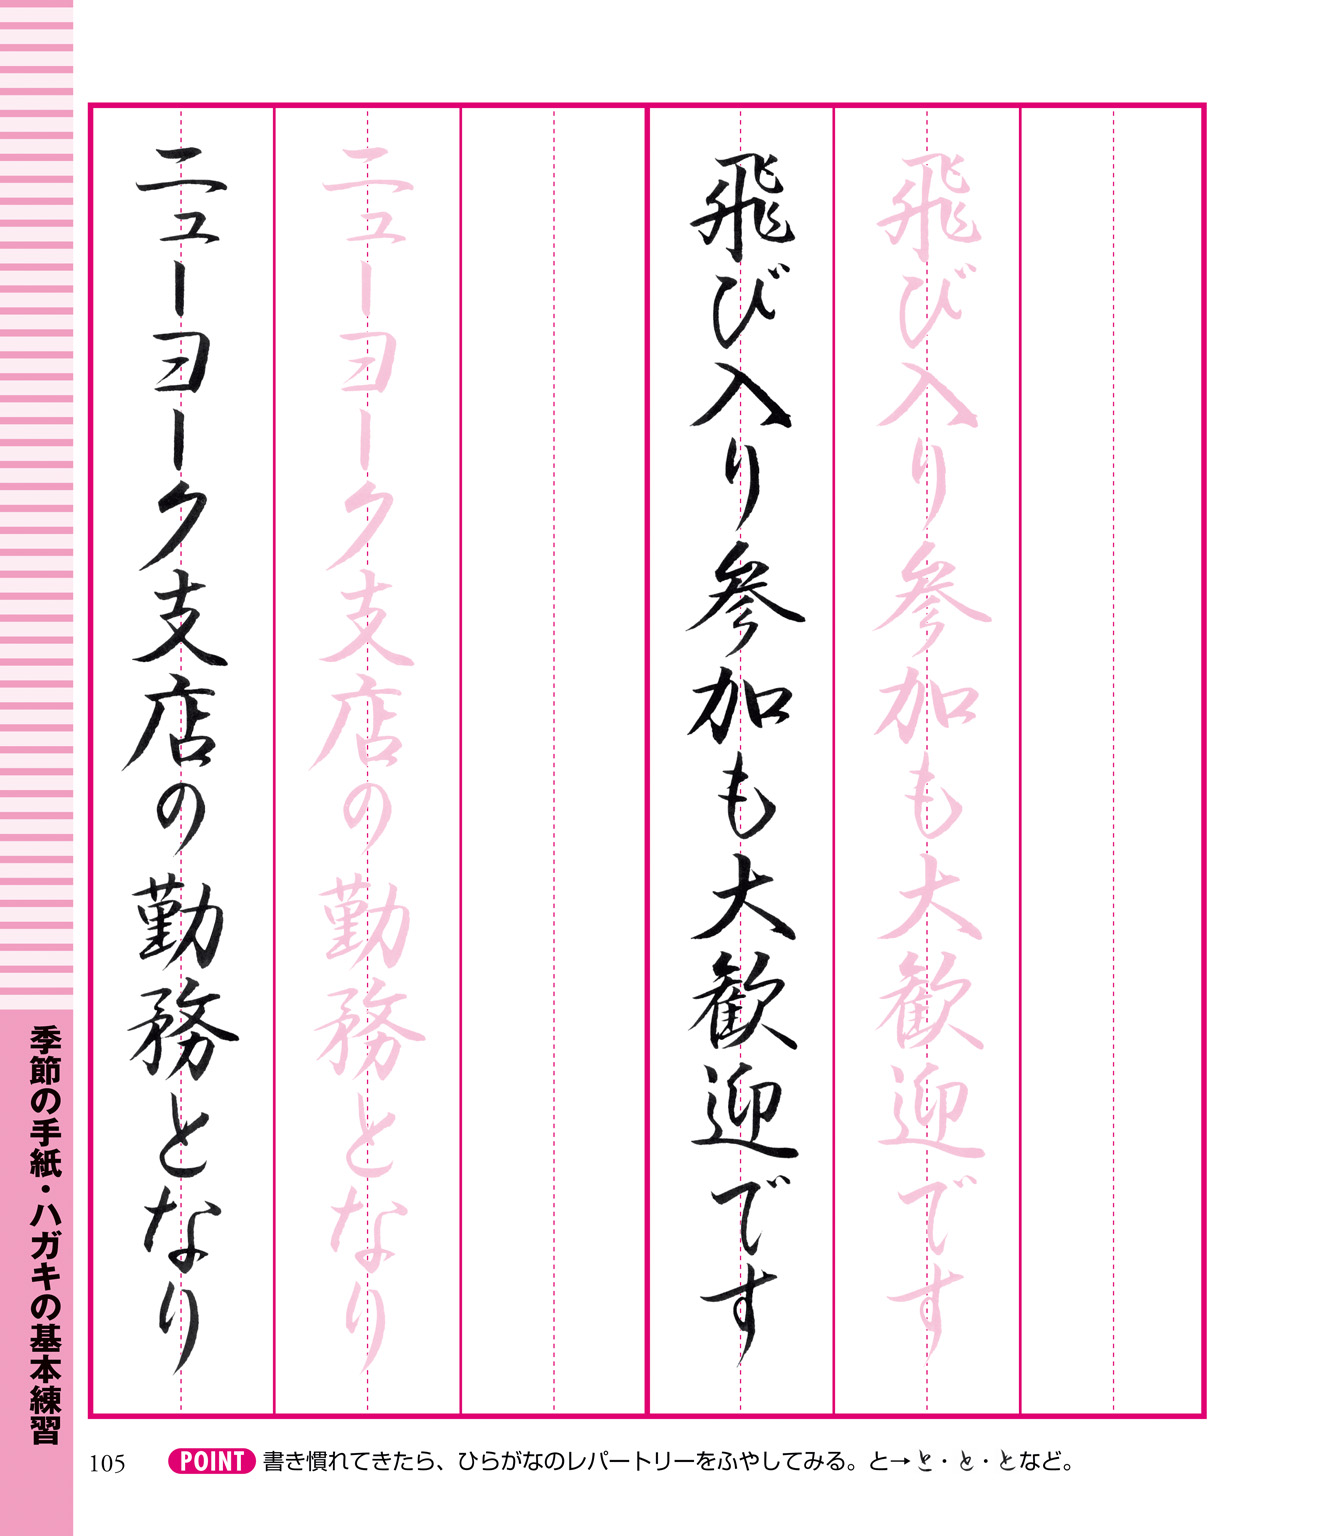 飛び入り参加も大歓迎です
飛び入り参加も大歓迎です
ニューヨーク支店の勤務となり
ニューヨーク支店の勤務となり
季節の手紙・ハガキの基本練習
105
POINT 書き慣れてきたら、ひらがなのレパートリーをふやしてみる。と→と・と・となど。